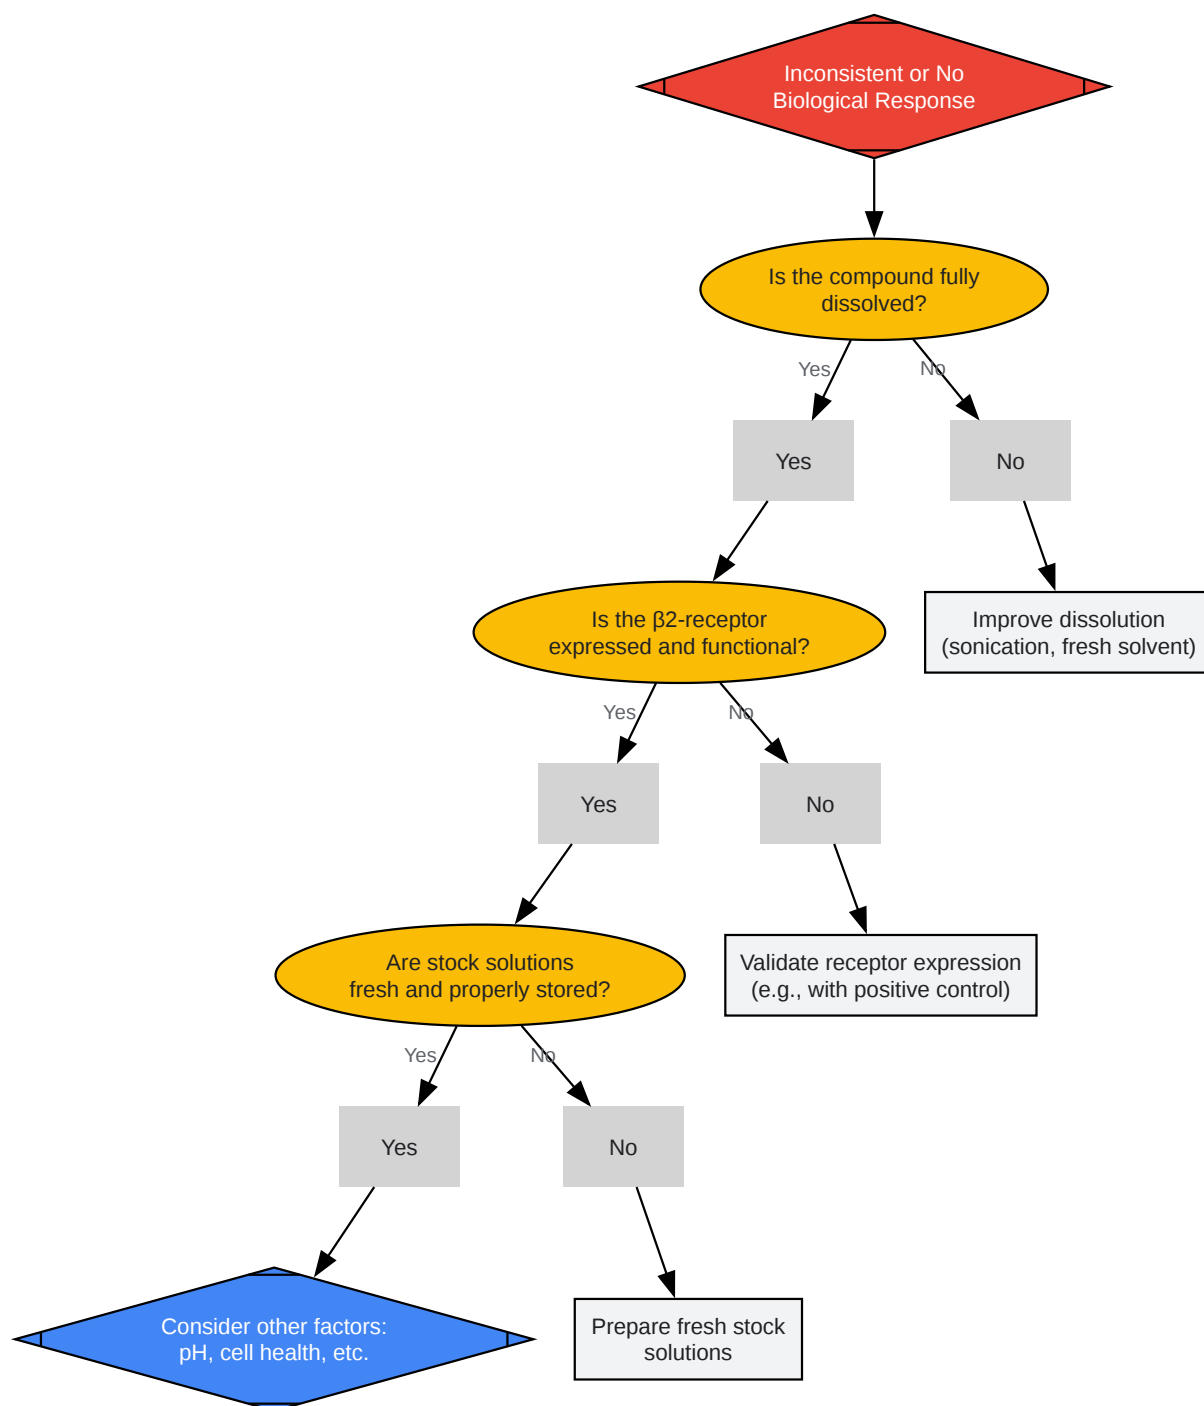 Inconsistent or No
Biological Response
Is the compound fully
dissolved?
Yes
No
Yes
No
Is the β2-receptor
expressed and functional?
Improve dissolution
(sonication, fresh solvent)
Yes
No
Yes
No
Are stock solutions
fresh and properly stored?
Validate receptor expression
(e.g., with positive control)
Yes
No
Yes
No
Consider other factors:
pH, cell health, etc.
Prepare fresh stock
solutions